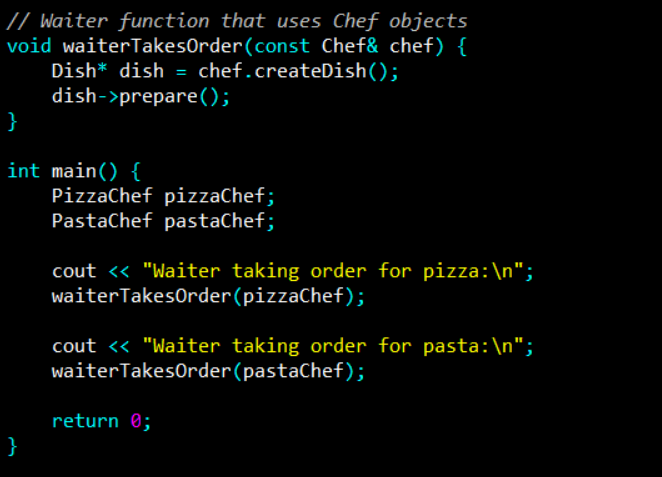 // Waiter function that uses Chef objects
void waiterTakesOrder(const Chef& chef) {
    Dish* dish = chef.createDish();
    dish->prepare();
}

int main() {
    PizzaChef pizzaChef;
    PastaChef pastaChef;

    cout << "Waiter taking order for pizza:\n";
    waiterTakesOrder(pizzaChef);

    cout << "Waiter taking order for pasta:\n";
    waiterTakesOrder(pastaChef);

    return 0;
}